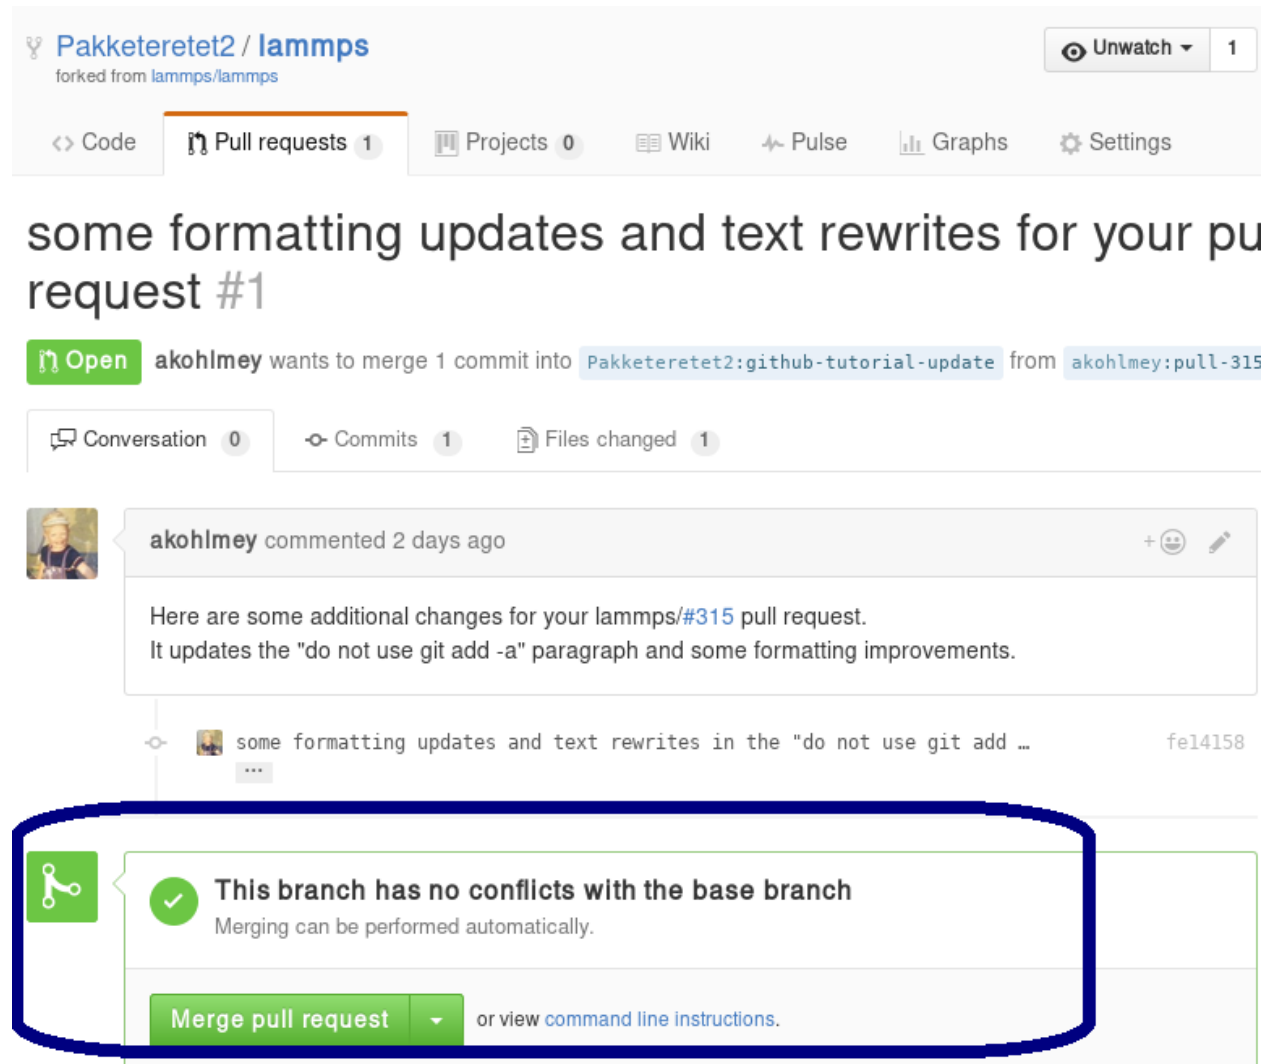 Pakketeretet2 / lammps
Unwatch 1
forked from lammps/lammps
Code Pull requests 1 Projects 0 Wiki Pulse Graphs Settings
some formatting updates and text rewrites for your pu
request #1
Open akohlmey wants to merge 1 commit into Pakketeretet2:github-tutorial-update from akohlmey:pull-315
Conversation 0 Commits 1 Files changed 1
akohlmey commented 2 days ago
Here are some additional changes for your lammps/#315 pull request.
It updates the "do not use git add -a" paragraph and some formatting improvements.
some formatting updates and text rewrites in the "do not use git add … fe14158
...
This branch has no conflicts with the base branch
Merging can be performed automatically.
Merge pull request or view command line instructions.